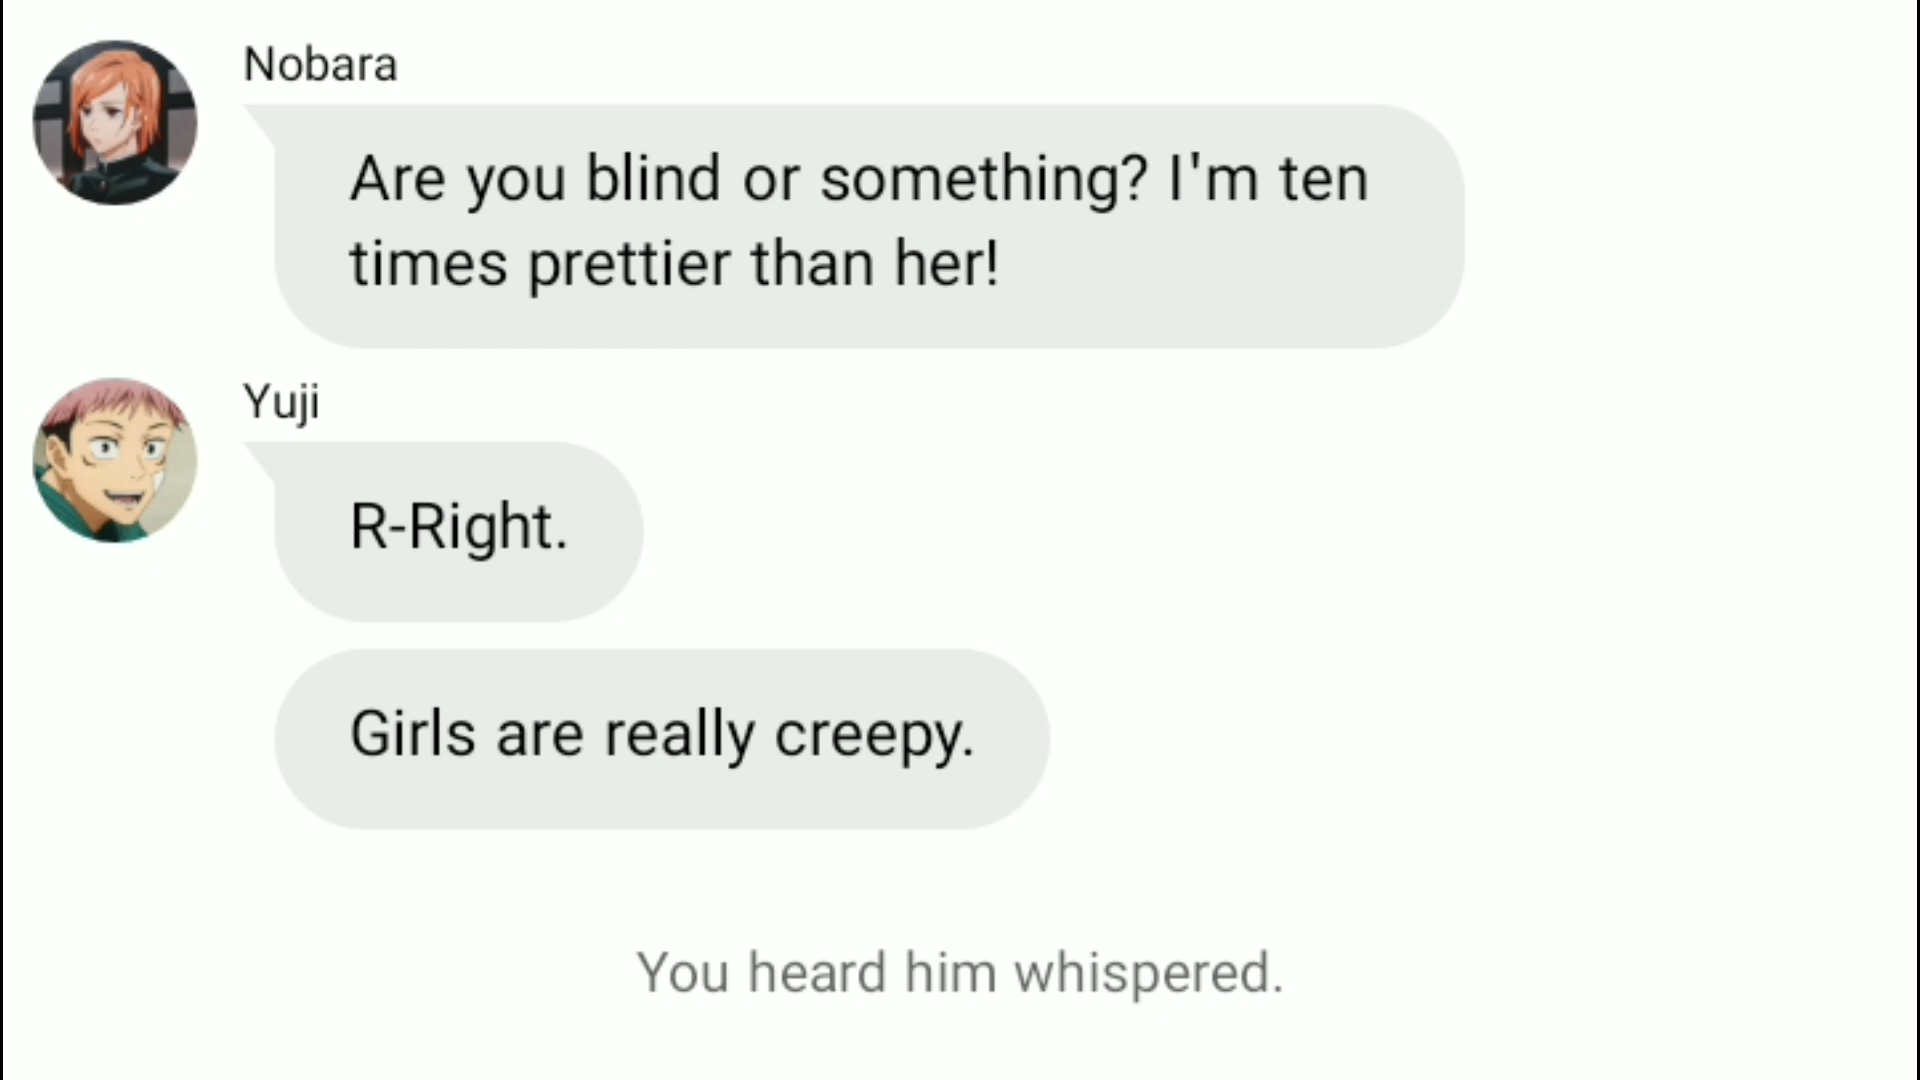 Nobara
Are you blind or something? I'm ten
times prettier than her!
Yuji
R-Right.
Girls are really creepy.
You heard him whispered.